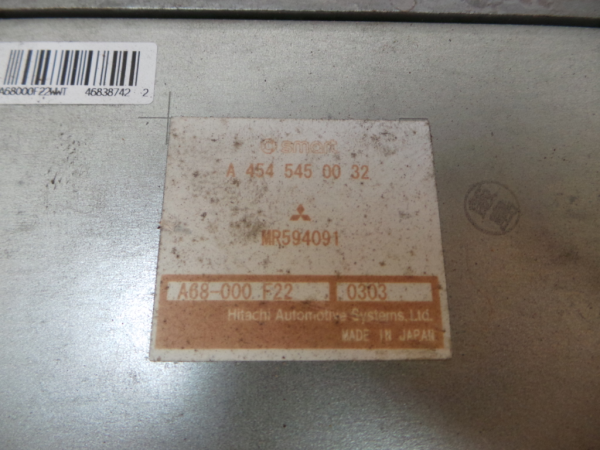 A68000F22WWT 46838742 2
smart
A 454 545 00 32
MR594091
A68-000 F22 0303
Hitachi Automotive Systems,Ltd.
MADE IN JAPAN